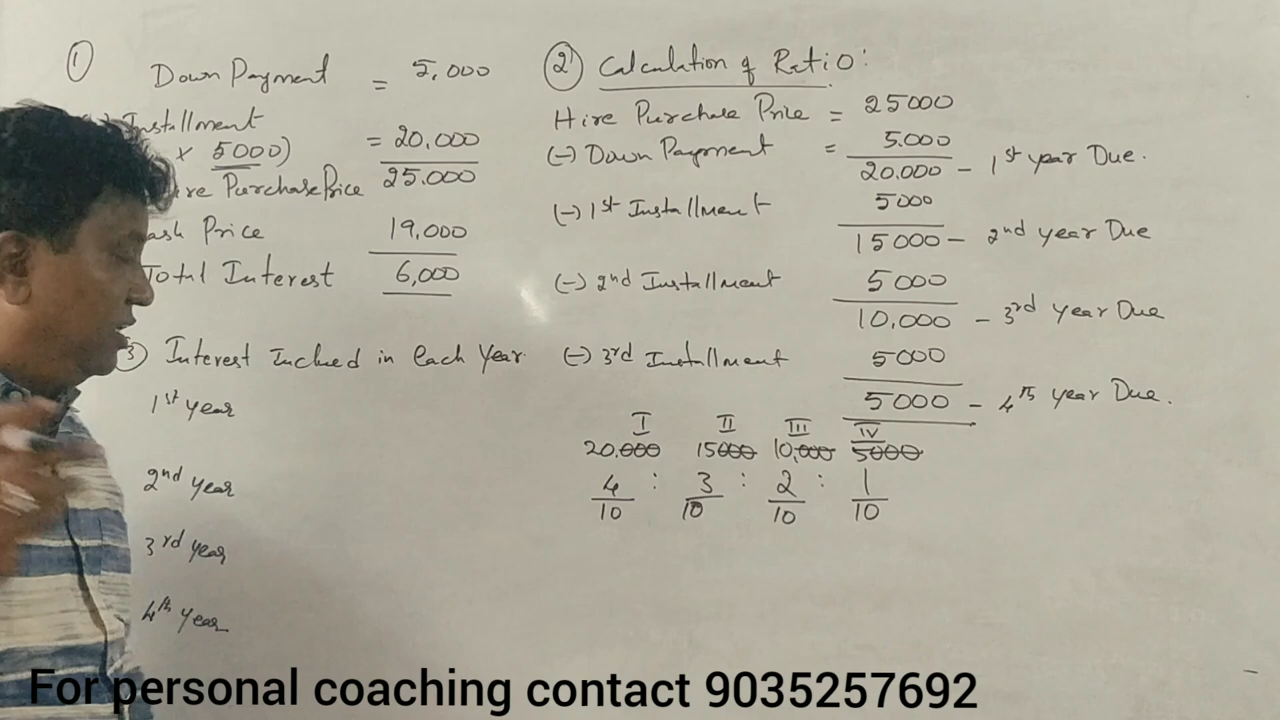 ①
Down Payment = 5,000
Installment
x 5000) = 20,000
re Purchase Price 25.000
ash Price 19,000
Total Interest 6,000
② Calculation of Ratio:
Hire Purchase Price = 25000
(-) Down Payment = 5.000
20.000 - 1st year Due.
(-) 1st Installment 5000
15000 - 2nd year Due
(-) 2nd Installment 5000
10,000 - 3rd year Due
(-) 3rd Installment 5000
5000 - 4th year Due.
I II III IV
20,000 15000 10,000 5000
4/10 : 3/10 : 2/10 : 1/10
3) Interest Inclued in Each Year
1st year
2nd year
3rd year
4th year
For personal coaching contact 9035257692